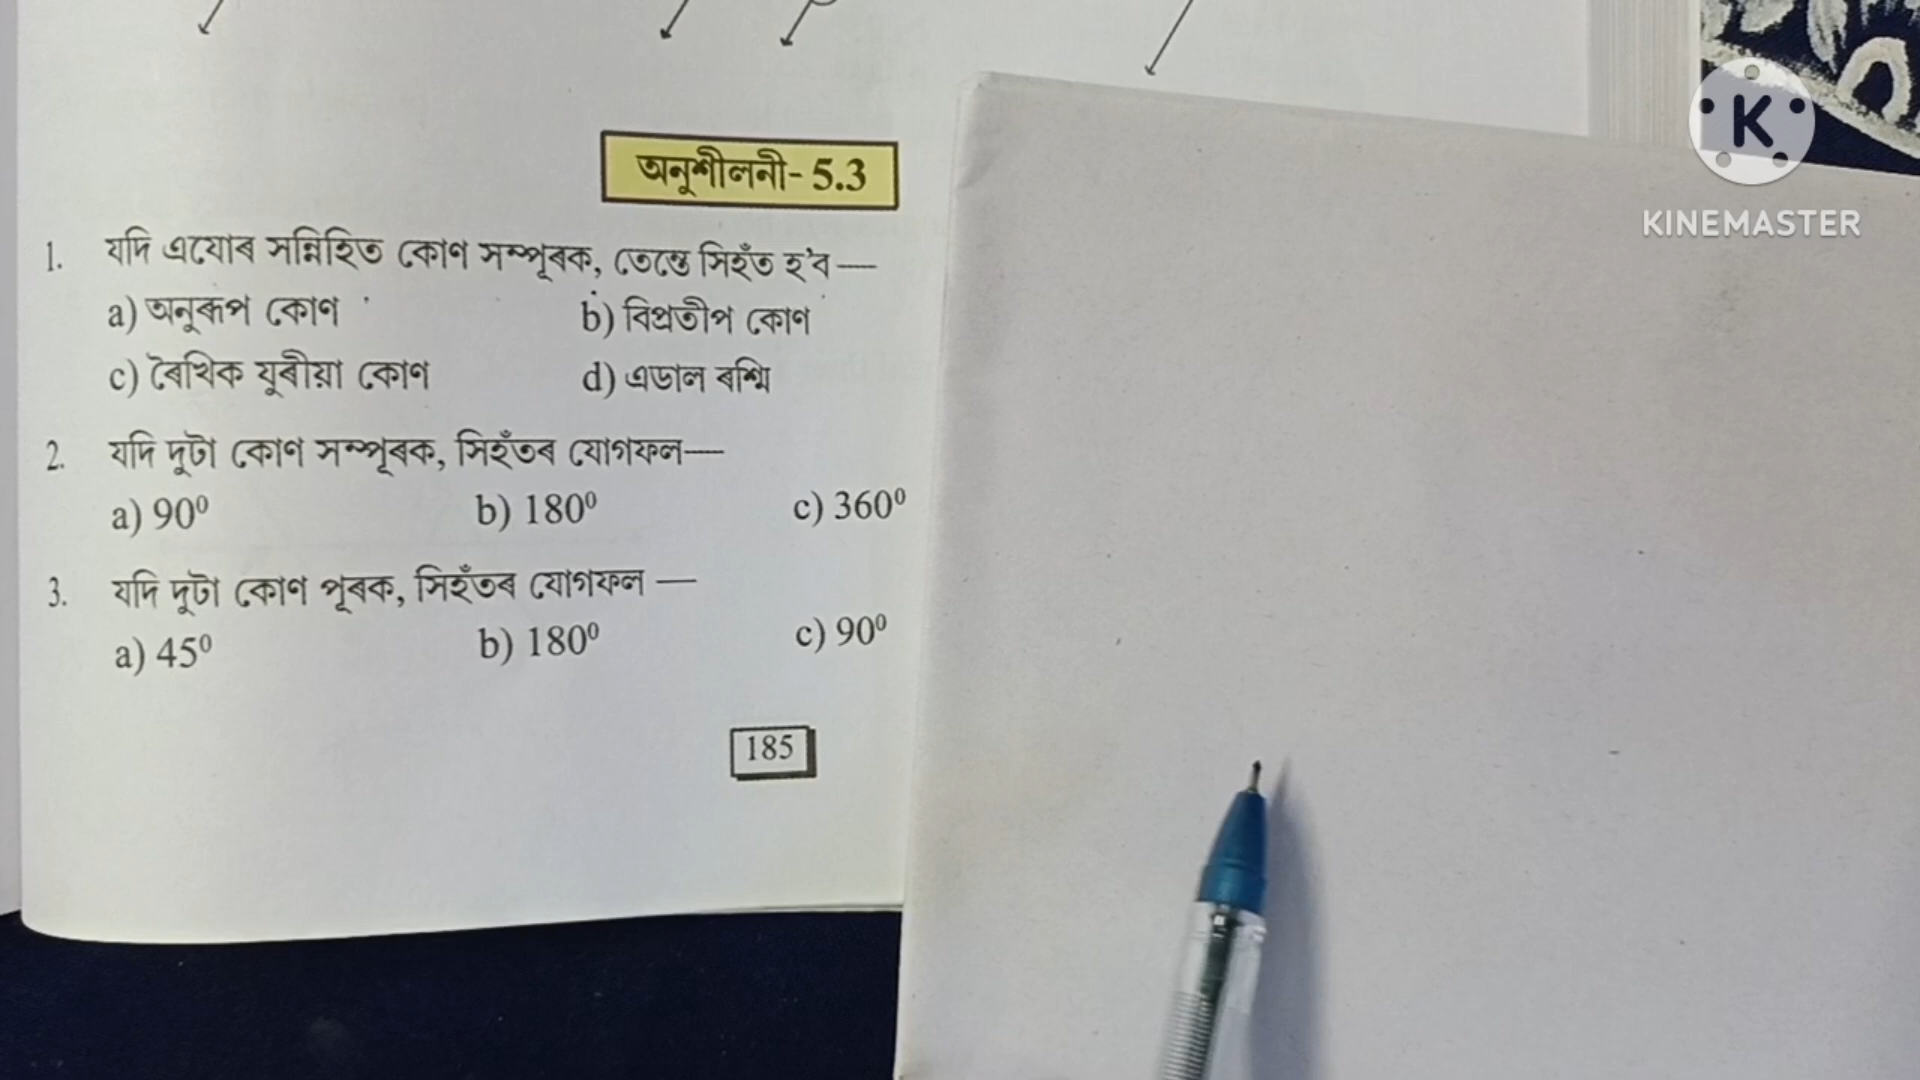 অনুশীলনী- 5.3
1. যদি এযোৰ সন্নিহিত কোণ সম্পূৰক, তেন্তে সিহঁত হ'ব —
a) অনুৰূপ কোণ b) বিপ্ৰতীপ কোণ
c) ৰৈখিক যুৰীয়া কোণ d) এডাল ৰশ্মি
2. যদি দুটা কোণ সম্পূৰক, সিহঁতৰ যোগফল—
a) 90⁰ b) 180⁰ c) 360⁰
3. যদি দুটা কোণ পূৰক, সিহঁতৰ যোগফল —
a) 45⁰ b) 180⁰ c) 90⁰
185
K
KINEMASTER